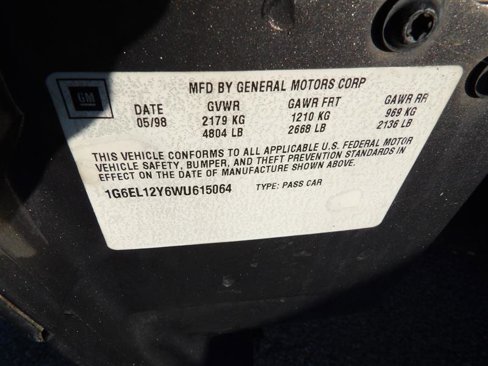 GM
MFD BY GENERAL MOTORS CORP
DATE GVWR GAWR FRT GAWR RR
05/98 2179 KG 1210 KG 969 KG
4804 LB 2668 LB 2136 LB
THIS VEHICLE CONFORMS TO ALL APPLICABLE U.S. FEDERAL MOTOR
VEHICLE SAFETY, BUMPER, AND THEFT PREVENTION STANDARDS IN
EFFECT ON THE DATE OF MANUFACTURE SHOWN ABOVE.
1G6EL12Y6WU615064 TYPE: PASS CAR